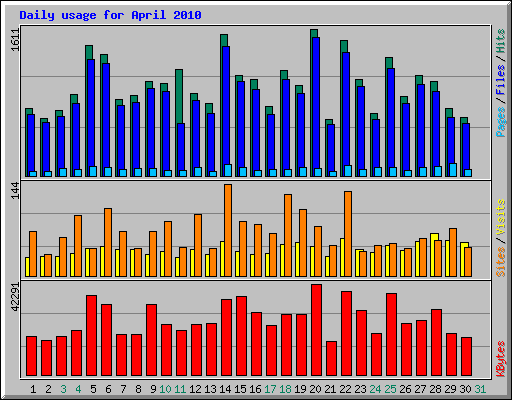 Daily usage for April 2010
1611
Pages / Files / Hits
144
Sites / Visits
42291
KBytes
1 2 3 4 5 6 7 8 9 10 11 12 13 14 15 16 17 18 19 20 21 22 23 24 25 26 27 28 29 30 31